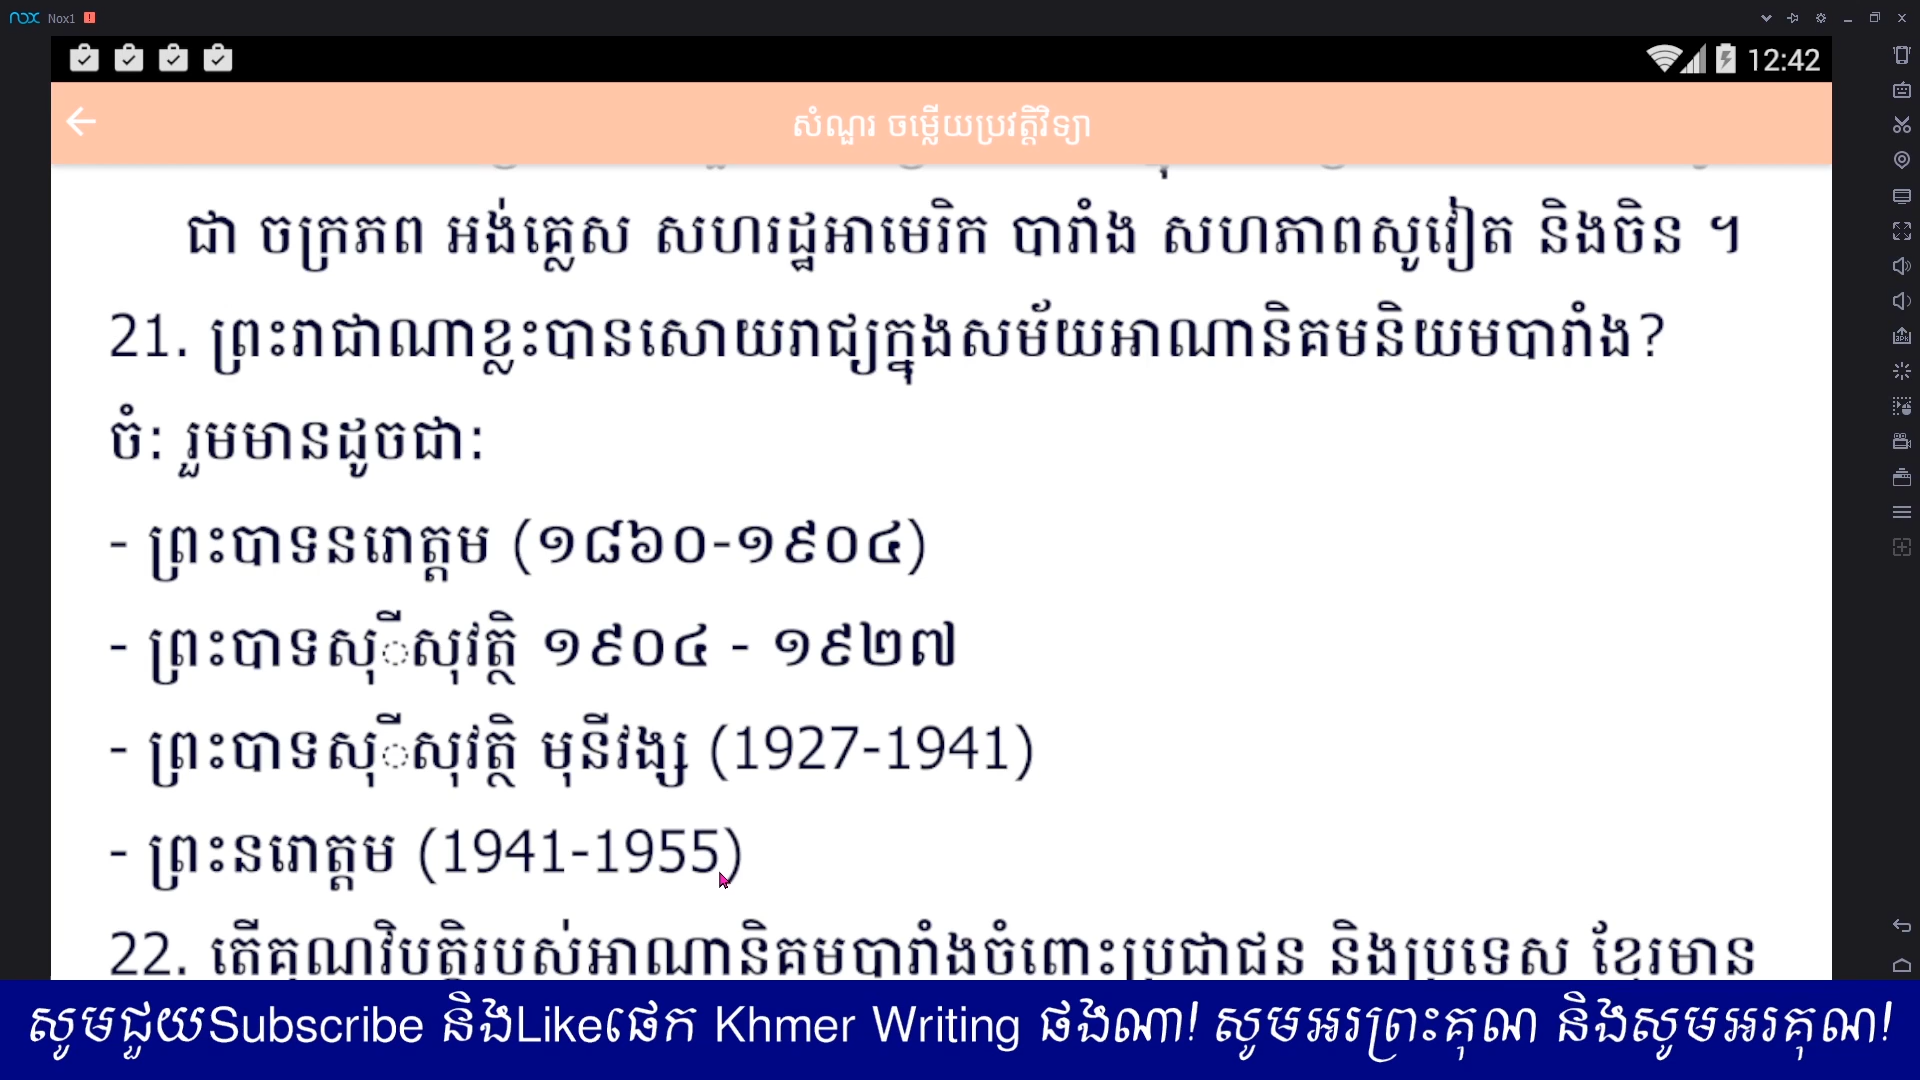 nox Nox1
12:42
សំណួរ ចម្លើយប្រវត្តិវិទ្យា
ជា ចក្រភព អង់គ្លេស សហរដ្ឋអាមេរិក បារាំង សហភាពសូវៀត និងចិន ។
21. ព្រះរាជាណាខ្លះបានសោយរាជ្យក្នុងសម័យអាណានិគមនិយមបារាំង?
ចំ: រួមមានដូចជា:
- ព្រះបាទនរោត្តម (១៨៦០-១៩០៤)
- ព្រះបាទសុីសុវត្ថិ ១៩០៤ - ១៩២៧
- ព្រះបាទសុីសុវត្ថិ មុនីវង្ស (1927-1941)
- ព្រះនរោត្តម (1941-1955)
22. តើគុណវិបត្តិរបស់អាណានិគមបារាំងចំពោះប្រជាជន និងប្រទេស ខ្មែរមាន
សូមជួយSubscribe និងLikeផេក Khmer Writing ផងណា! សូមអរព្រះគុណ និងសូមអរគុណ!